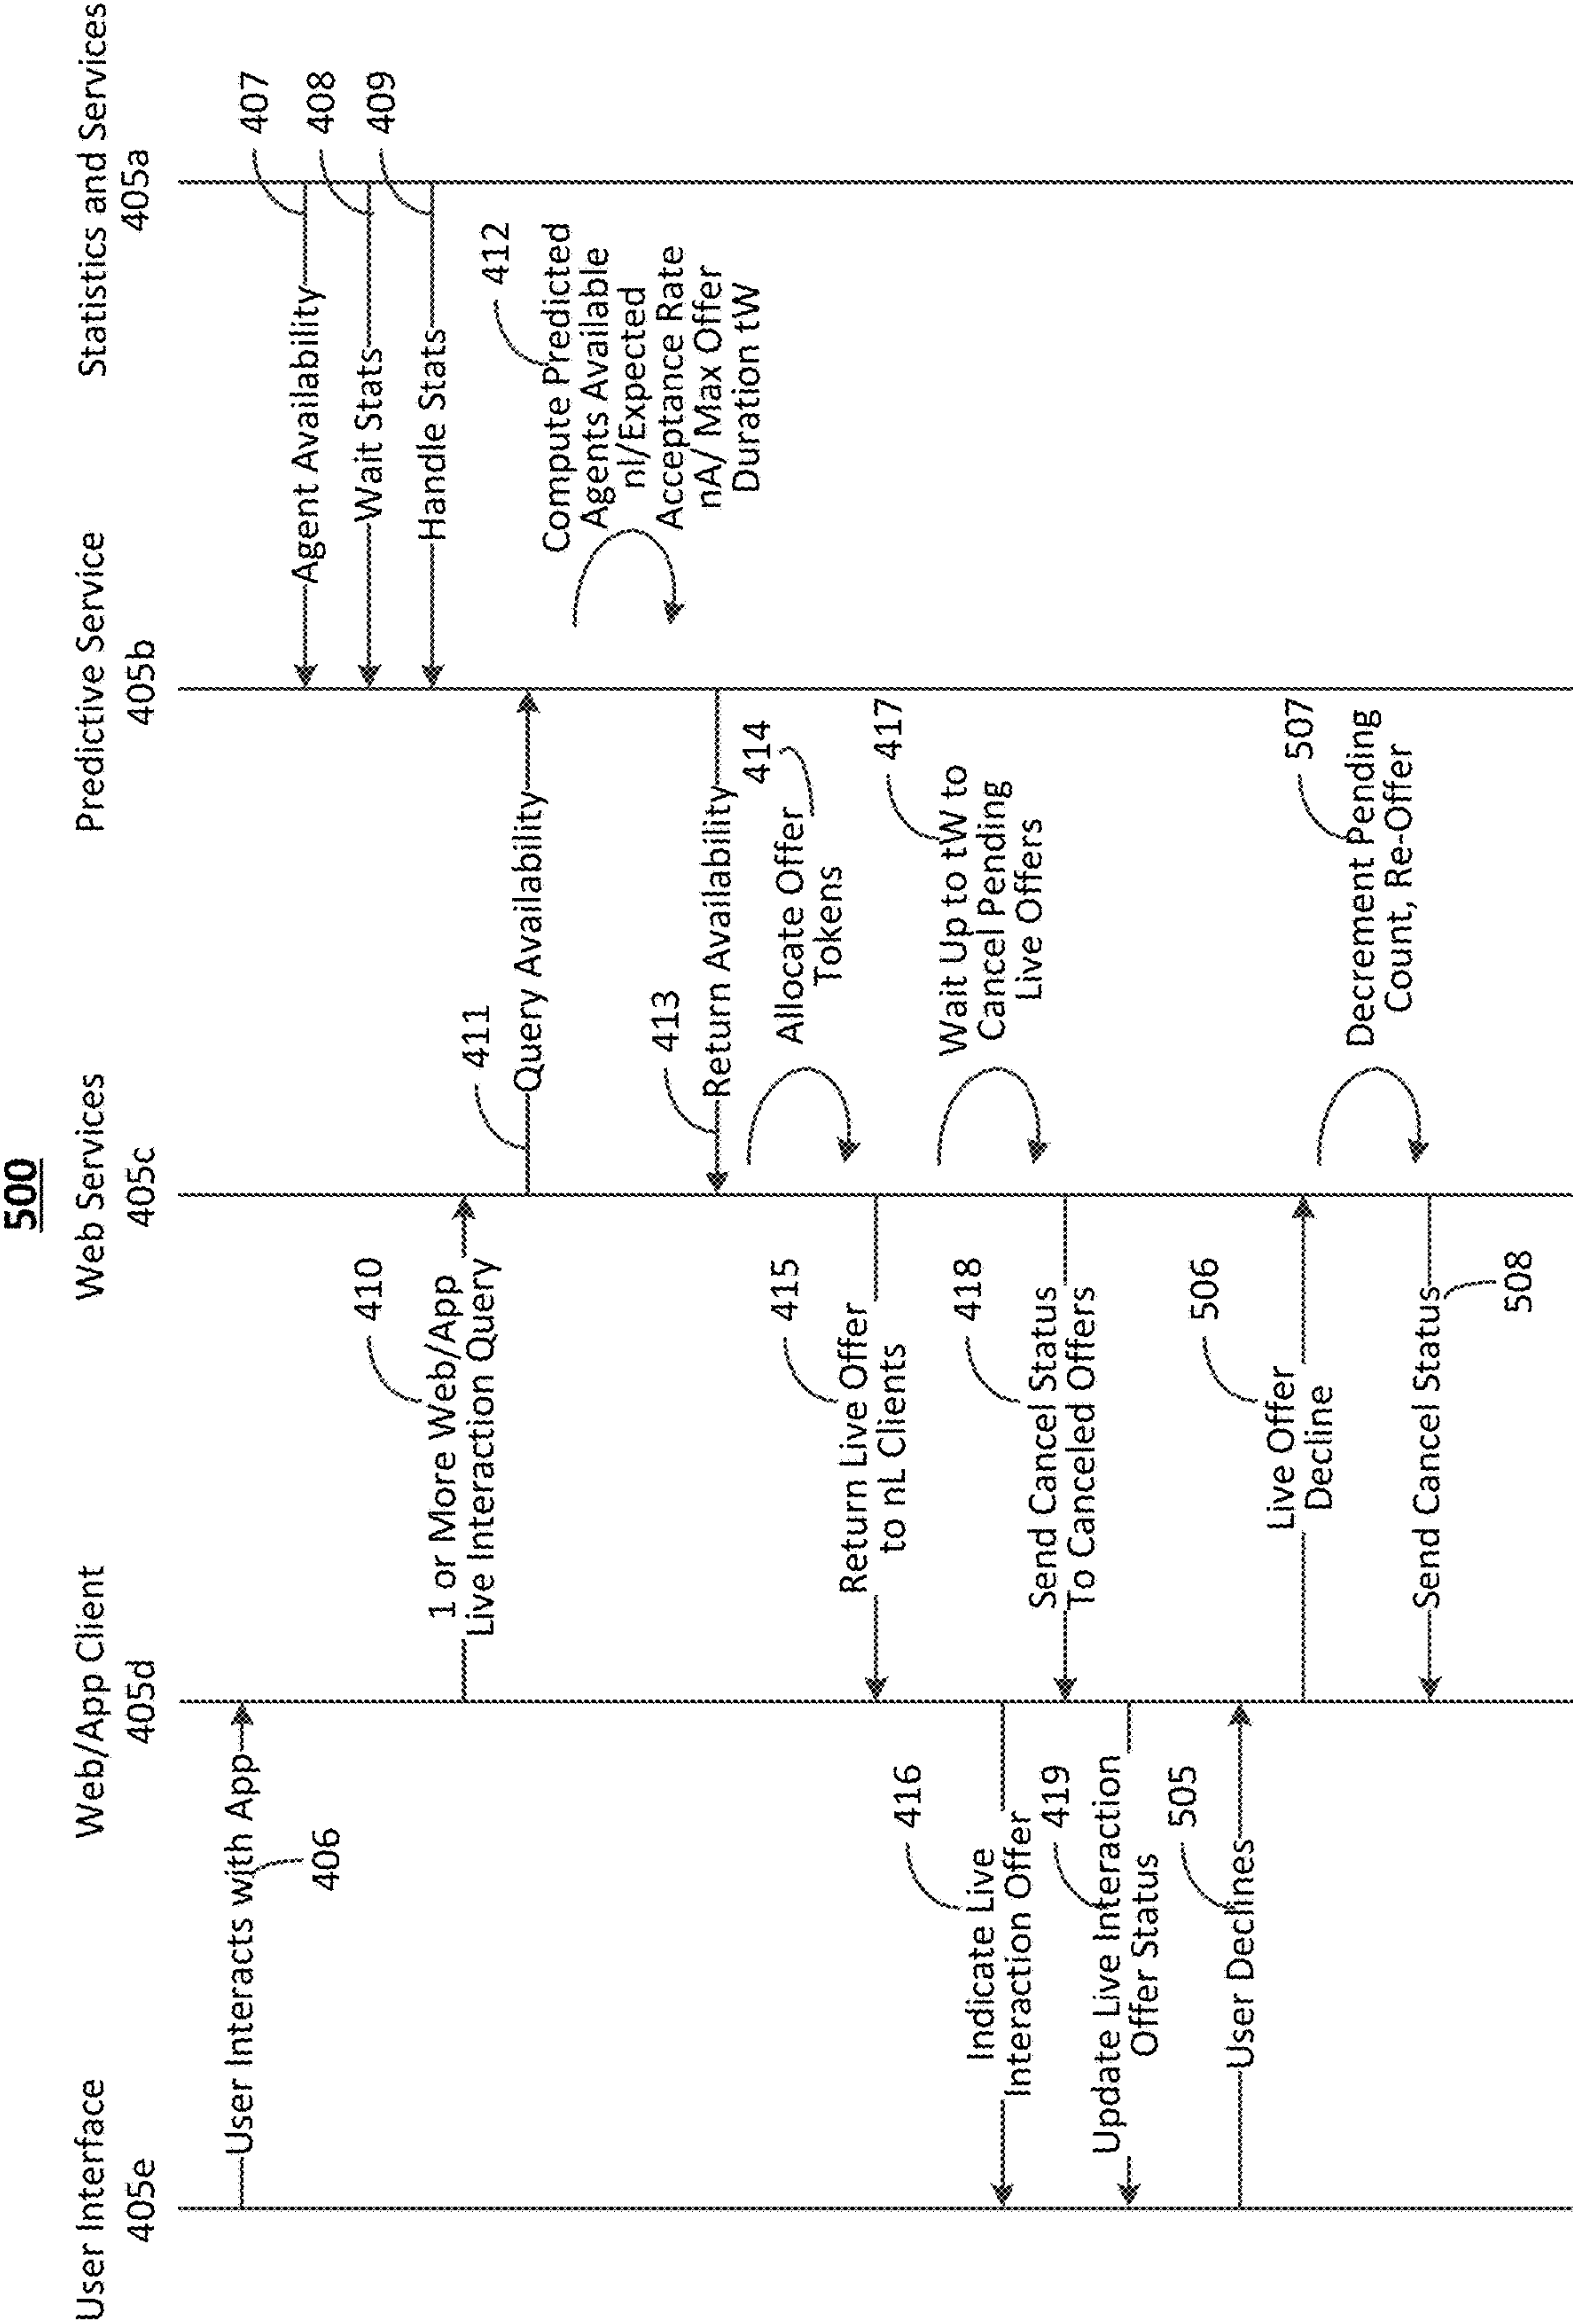 500
User Interface
405e
Web/App Client
405d
Web Services
405c
Predictive Service
405b
Statistics and Services
405a
User Interacts with App
406
Agent Availability
407
Wait Stats
408
Handle Stats
409
410
1 or More Web/App
Live Interaction Query
411
Query Availability
412
Compute Predicted
Agents Available
nI/Expected
Acceptance Rate
nA/ Max Offer
Duration tW
413
Return Availability
414
Allocate Offer
Tokens
415
Return Live Offer
to nL Clients
416
Indicate Live
Interaction Offer
417
Wait Up to tW to
Cancel Pending
Live Offers
418
Send Cancel Status
To Canceled Offers
419
Update Live Interaction
Offer Status
505
User Declines
506
Live Offer
Decline
507
Decrement Pending
Count, Re-Offer
Send Cancel Status
508